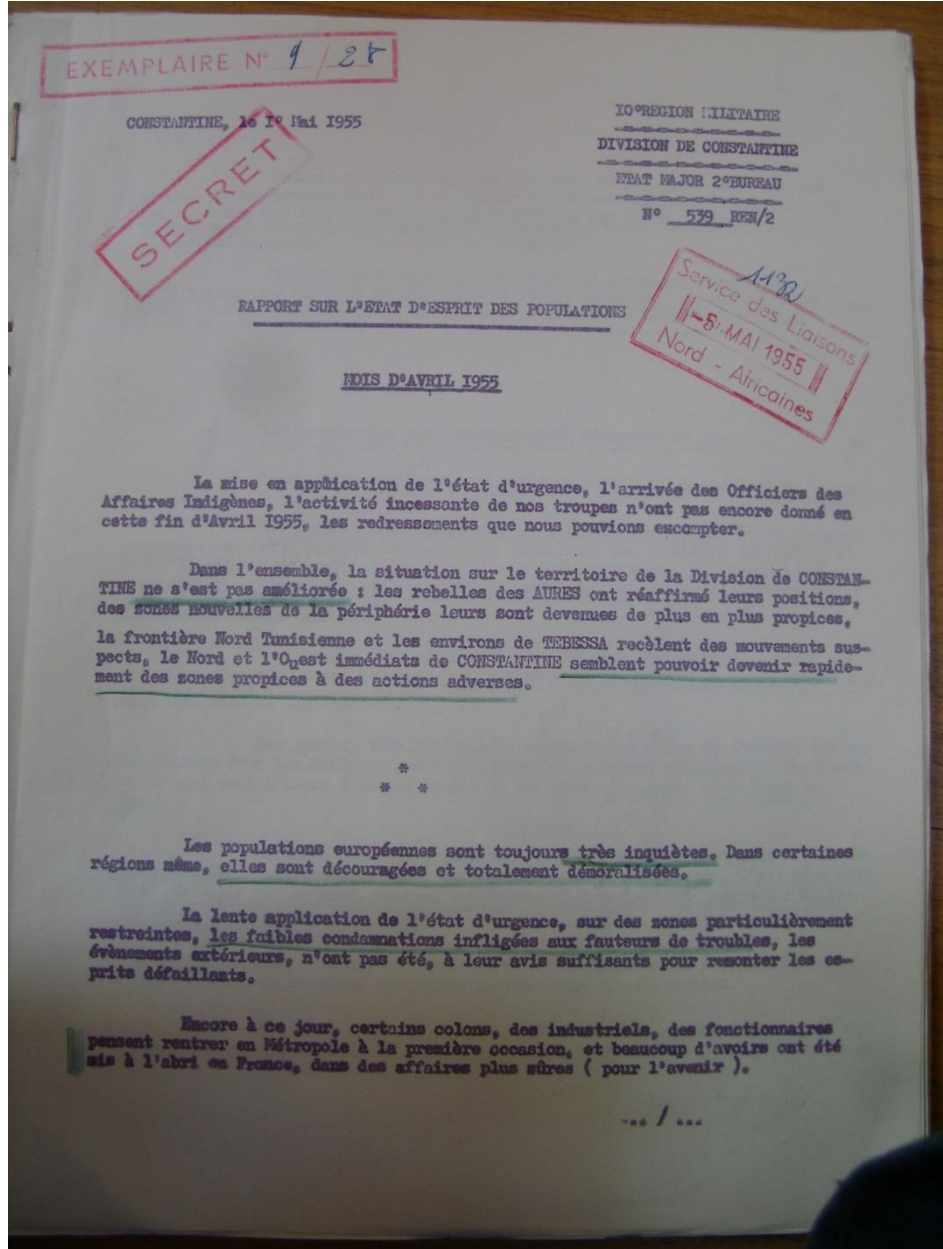 EXEMPLAIRE N° 1 / 28
CONSTANTINE, le I° Mai I955
SECRET
IO°REGION MILITAIRE
DIVISION DE CONSTANTINE
ETAT MAJOR 2°BUREAU
N° 539 REN/2
1132
Service des Liaisons
-5. MAI 1955
Nord - Africaines
RAPPORT SUR L'ETAT D'ESPRIT DES POPULATIONS
MOIS D'AVRIL I955
La mise en application de l'état d'urgence, l'arrivée des Officiers des
Affaires Indigènes, l'activité incessante de nos troupes n'ont pas encore donné en
cette fin d'Avril I955, les redressements que nous pouvions escompter.
Dans l'ensemble, la situation sur le territoire de la Division de CONSTAN-
TINE ne s'est pas améliorée : les rebelles des AURES ont réaffirmé leurs positions,
des zones nouvelles de la périphérie leurs sont devenues de plus en plus propices,
la frontière Nord Tunisienne et les environs de TEBESSA recèlent des mouvements sus-
pects, le Nord et l'Ouest immédiats de CONSTANTINE semblent pouvoir devenir rapide-
ment des zones propices à des actions adverses.
*
* *
Les populations européennes sont toujours très inquiètes. Dans certaines
régions même, elles sont découragées et totalement démoralisées.
La lente application de l'état d'urgence, sur des zones particulièrement
restreintes, les faibles condamnations infligées aux fauteurs de troubles, les
évènements extérieurs, n'ont pas été, à leur avis suffisants pour remonter les es-
prits défaillants.
Encore à ce jour, certains colons, des industriels, des fonctionnaires
pensent rentrer en Métropole à la première occasion, et beaucoup d'avoirs ont été
mis à l'abri en France, dans des affaires plus sûres ( pour l'avenir ).
... / ...